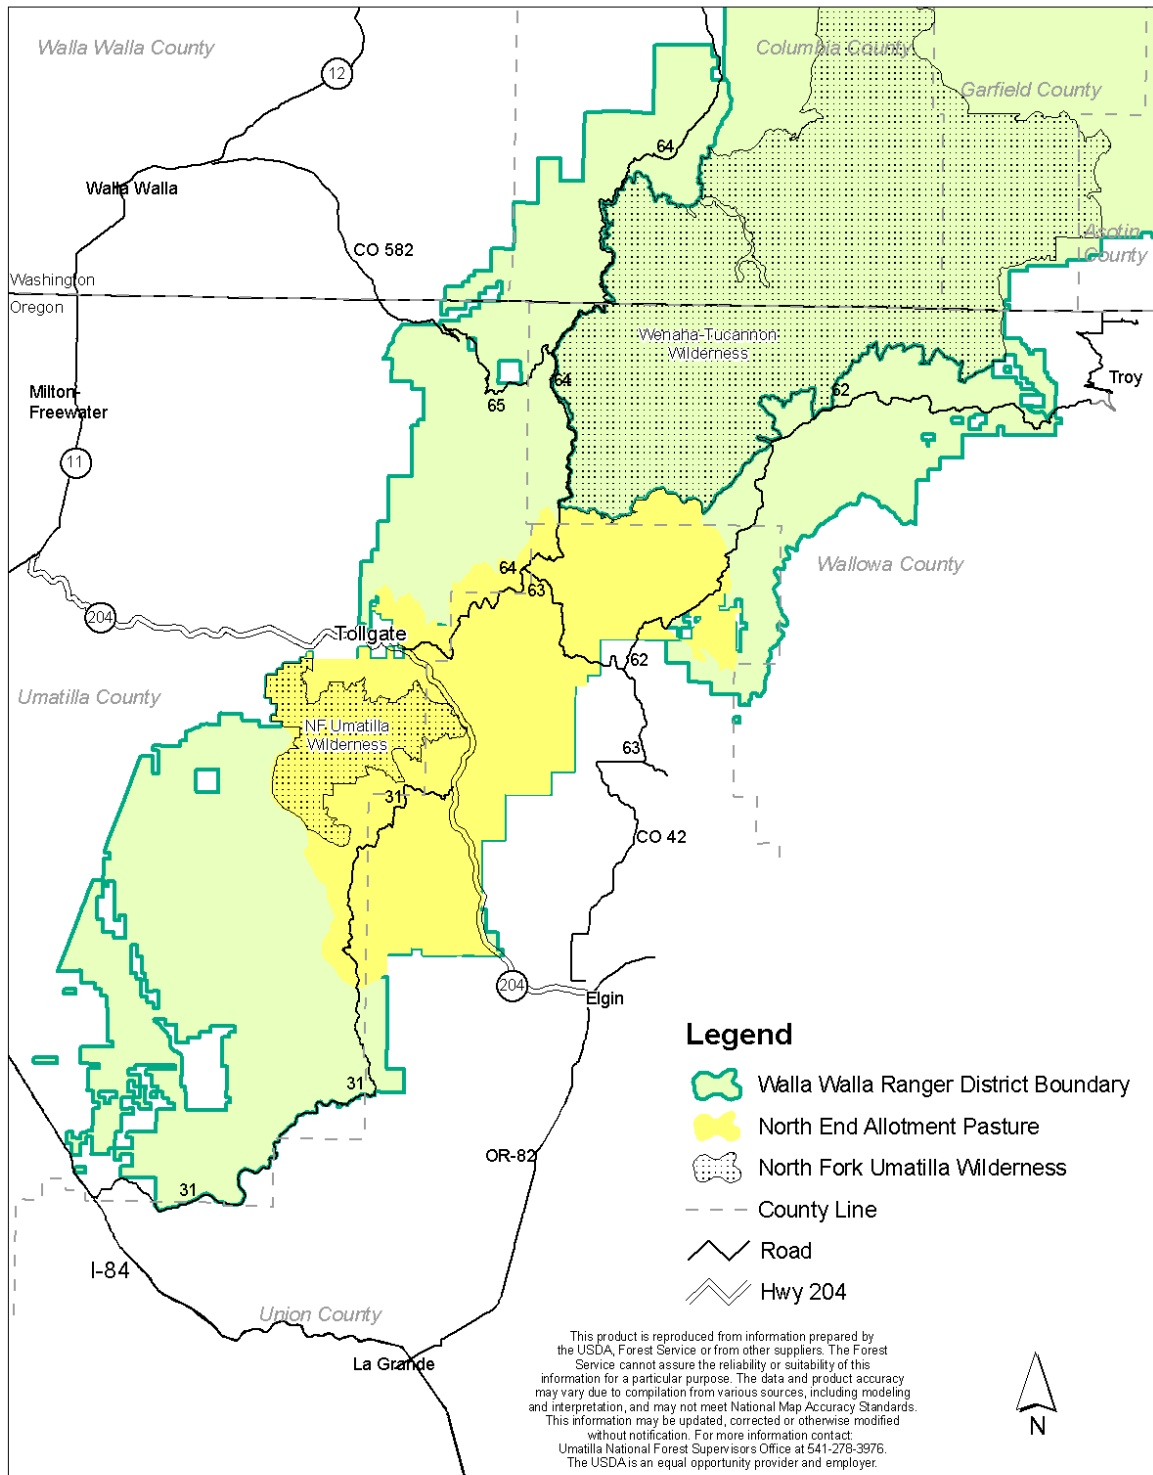 Walla Walla County
Columbia County
12
Garfield County
64
Walla Walla
Asotin
County
CO 582
Washington
Oregon
Wenaha-Tucannon
Wilderness
64
62
Troy
Milton-
Freewater
65
11
64
63
Wallowa County
204
Tollgate
62
Umatilla County
NF Umatilla
Wilderness
63
31
CO 42
204
Elgin
Legend
31
Walla Walla Ranger District Boundary
North End Allotment Pasture
OR-82
North Fork Umatilla Wilderness
31
County Line
Road
I-84
Hwy 204
Union County
La Grande
This product is reproduced from information prepared by
the USDA, Forest Service or from other suppliers. The Forest
Service cannot assure the reliability or suitability of this
information for a particular purpose. The data and product accuracy
may vary due to compilation from various sources, including modeling
and interpretation, and may not meet National Map Accuracy Standards.
This information may be updated, corrected or otherwise modified
without notification. For more information contact:
Umatilla National Forest Supervisors Office at 541-278-3976.
The USDA is an equal opportunity provider and employer.
N